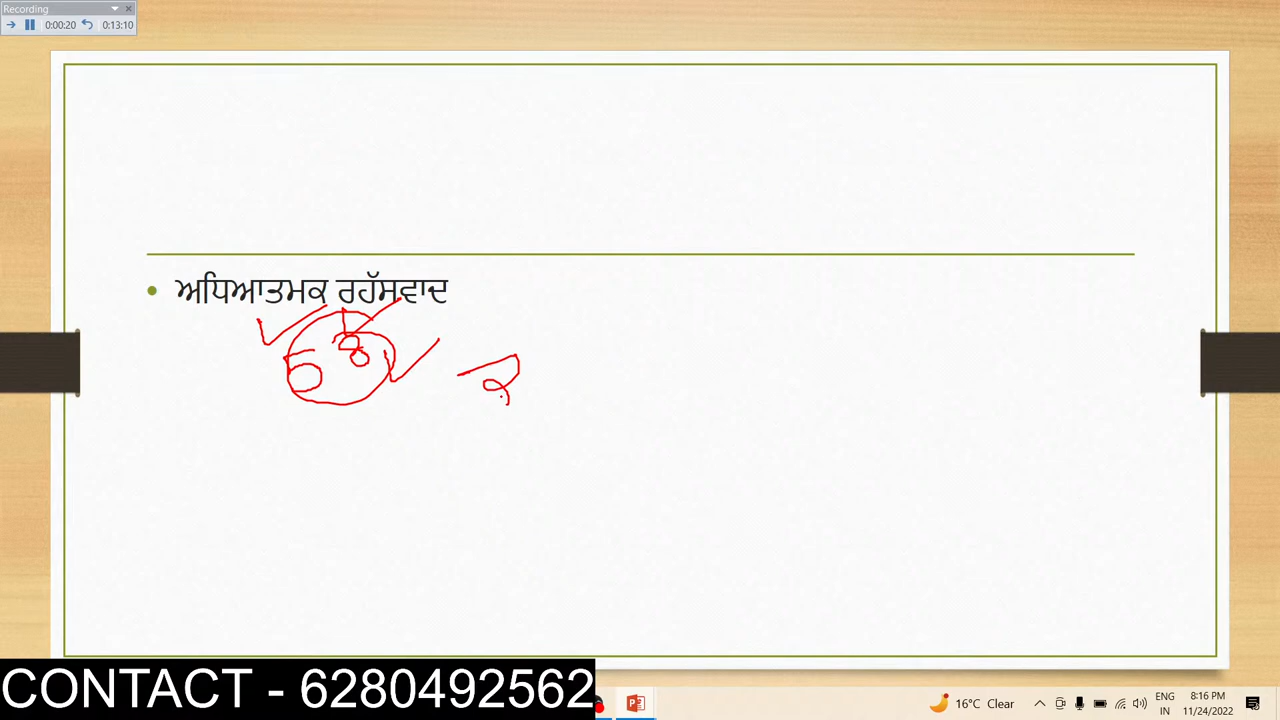 Recording
0:00:20 0:13:10
• ਅਧਿਆਤਮਕ ਰਹੱਸਵਾਦ
CONTACT - 6280492562
16°C Clear
ENG
IN
8:16 PM
11/24/2022